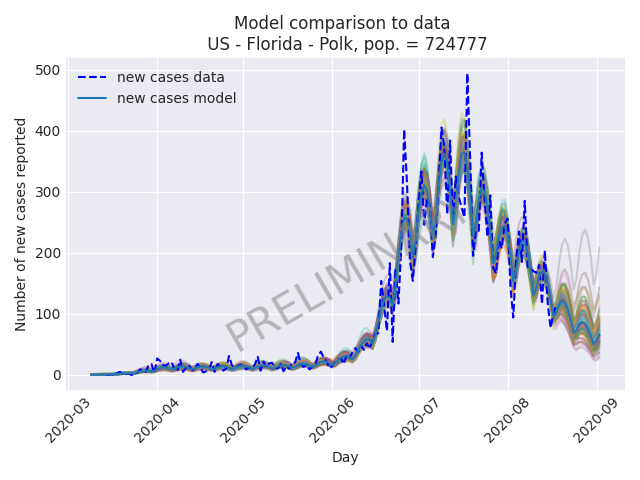 Model comparison to data
US - Florida - Polk, pop. = 724777
new cases data
new cases model
PRELIMINARY
Number of new cases reported
500
400
300
200
100
0
2020-03
2020-04
2020-05
2020-06
2020-07
2020-08
2020-09
Day